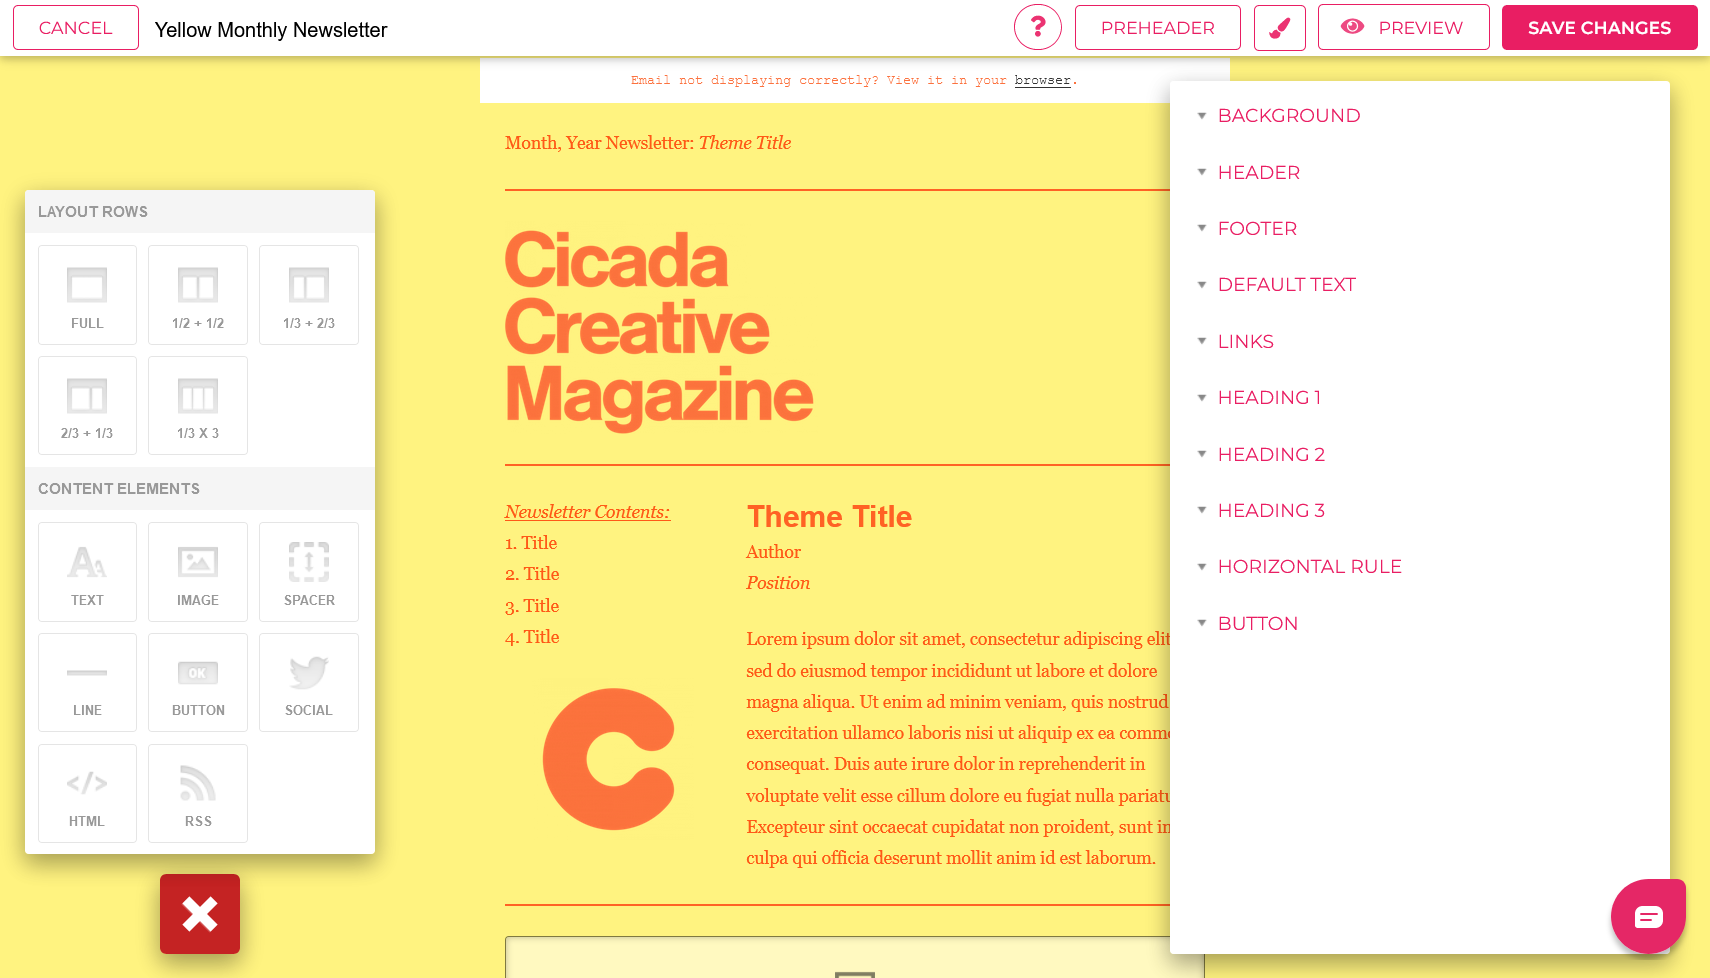 CANCEL
Yellow Monthly Newsletter
?
PREHEADER
PREVIEW
SAVE CHANGES
Email not displaying correctly? View it in your browser.
Month, Year Newsletter: Theme Title
Cicada
Creative
Magazine
Newsletter Contents:
1. Title
2. Title
3. Title
4. Title
C
Theme Title
Author
Position
Lorem ipsum dolor sit amet, consectetur adipiscing elit
sed do eiusmod tempor incididunt ut labore et dolore
magna aliqua. Ut enim ad minim veniam, quis nostrud
exercitation ullamco laboris nisi ut aliquip ex ea
consequat. Duis aute irure dolor in reprehenderit in
voluptate velit esse cillum dolore eu fugiat nulla
Excepteur sint occaecat cupidatat non proident, sunt in
culpa qui officia deserunt mollit anim id est laborum.
LAYOUT ROWS
FULL
1/2 + 1/2
1/3 + 2/3
2/3 + 1/3
1/3 X 3
CONTENT ELEMENTS
AA
TEXT
IMAGE
SPACER
LINE
OK
BUTTON
SOCIAL
</>
HTML
RSS
BACKGROUND
HEADER
FOOTER
DEFAULT TEXT
LINKS
HEADING 1
HEADING 2
HEADING 3
HORIZONTAL RULE
BUTTON